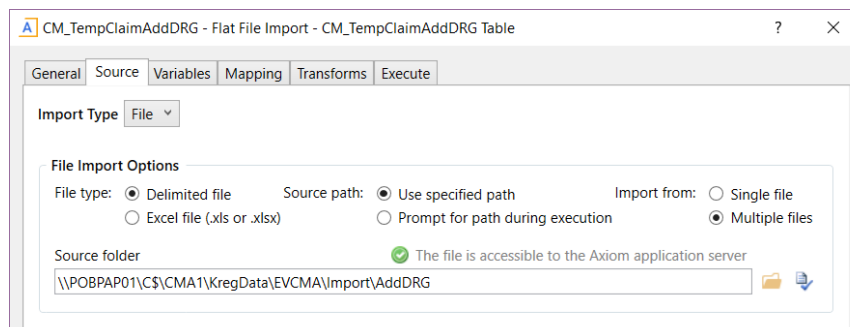 A CM_TempClaimAddDRG - Flat File Import - CM_TempClaimAddDRG Table ? ×
General Source Variables Mapping Transforms Execute
Import Type File
File Import Options
File type: Delimited file Source path: Use specified path Import from: Single file
Excel file (.xls or .xlsx) Prompt for path during execution Multiple files
Source folder The file is accessible to the Axiom application server
\\POBPAP01\C$\CMA1\KregData\EVCMA\Import\AddDRG